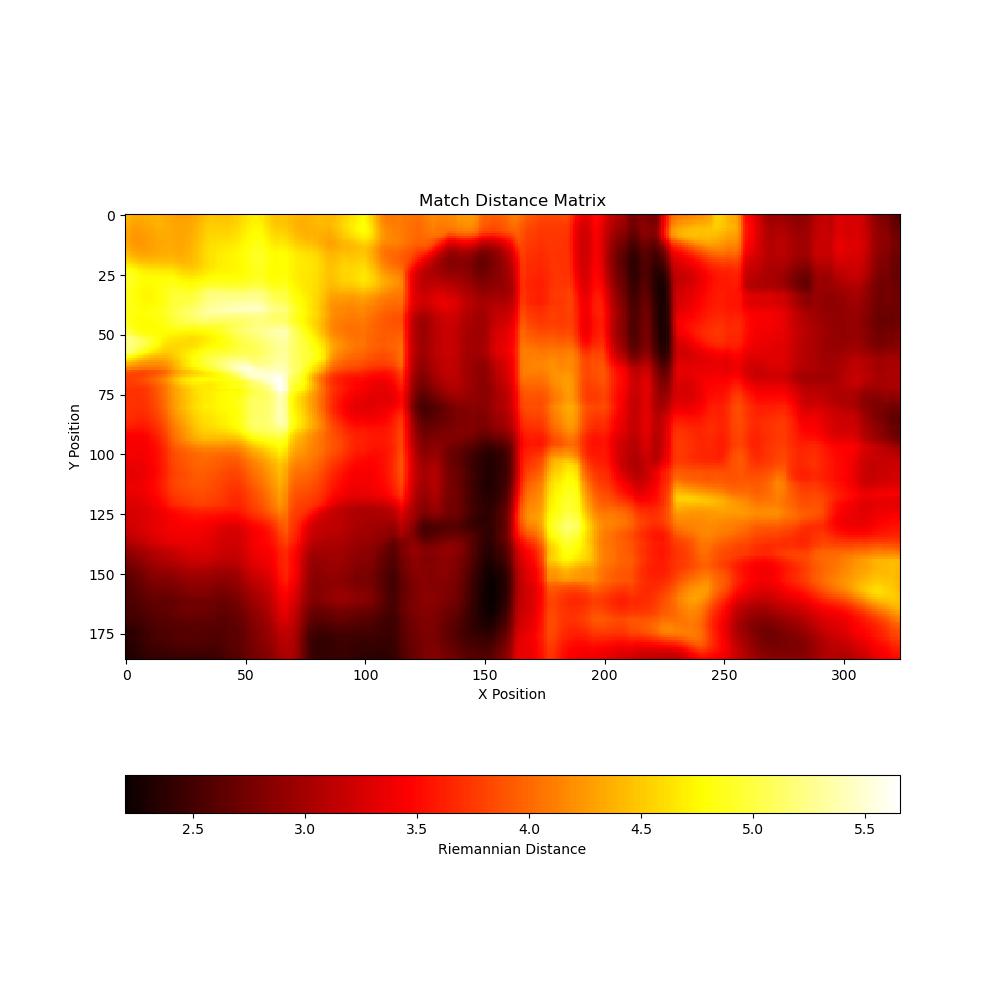 Match Distance Matrix
0
25
50
75
100
125
150
175
Y Position
0 50 100 150 200 250 300
X Position
2.5 3.0 3.5 4.0 4.5 5.0 5.5
Riemannian Distance